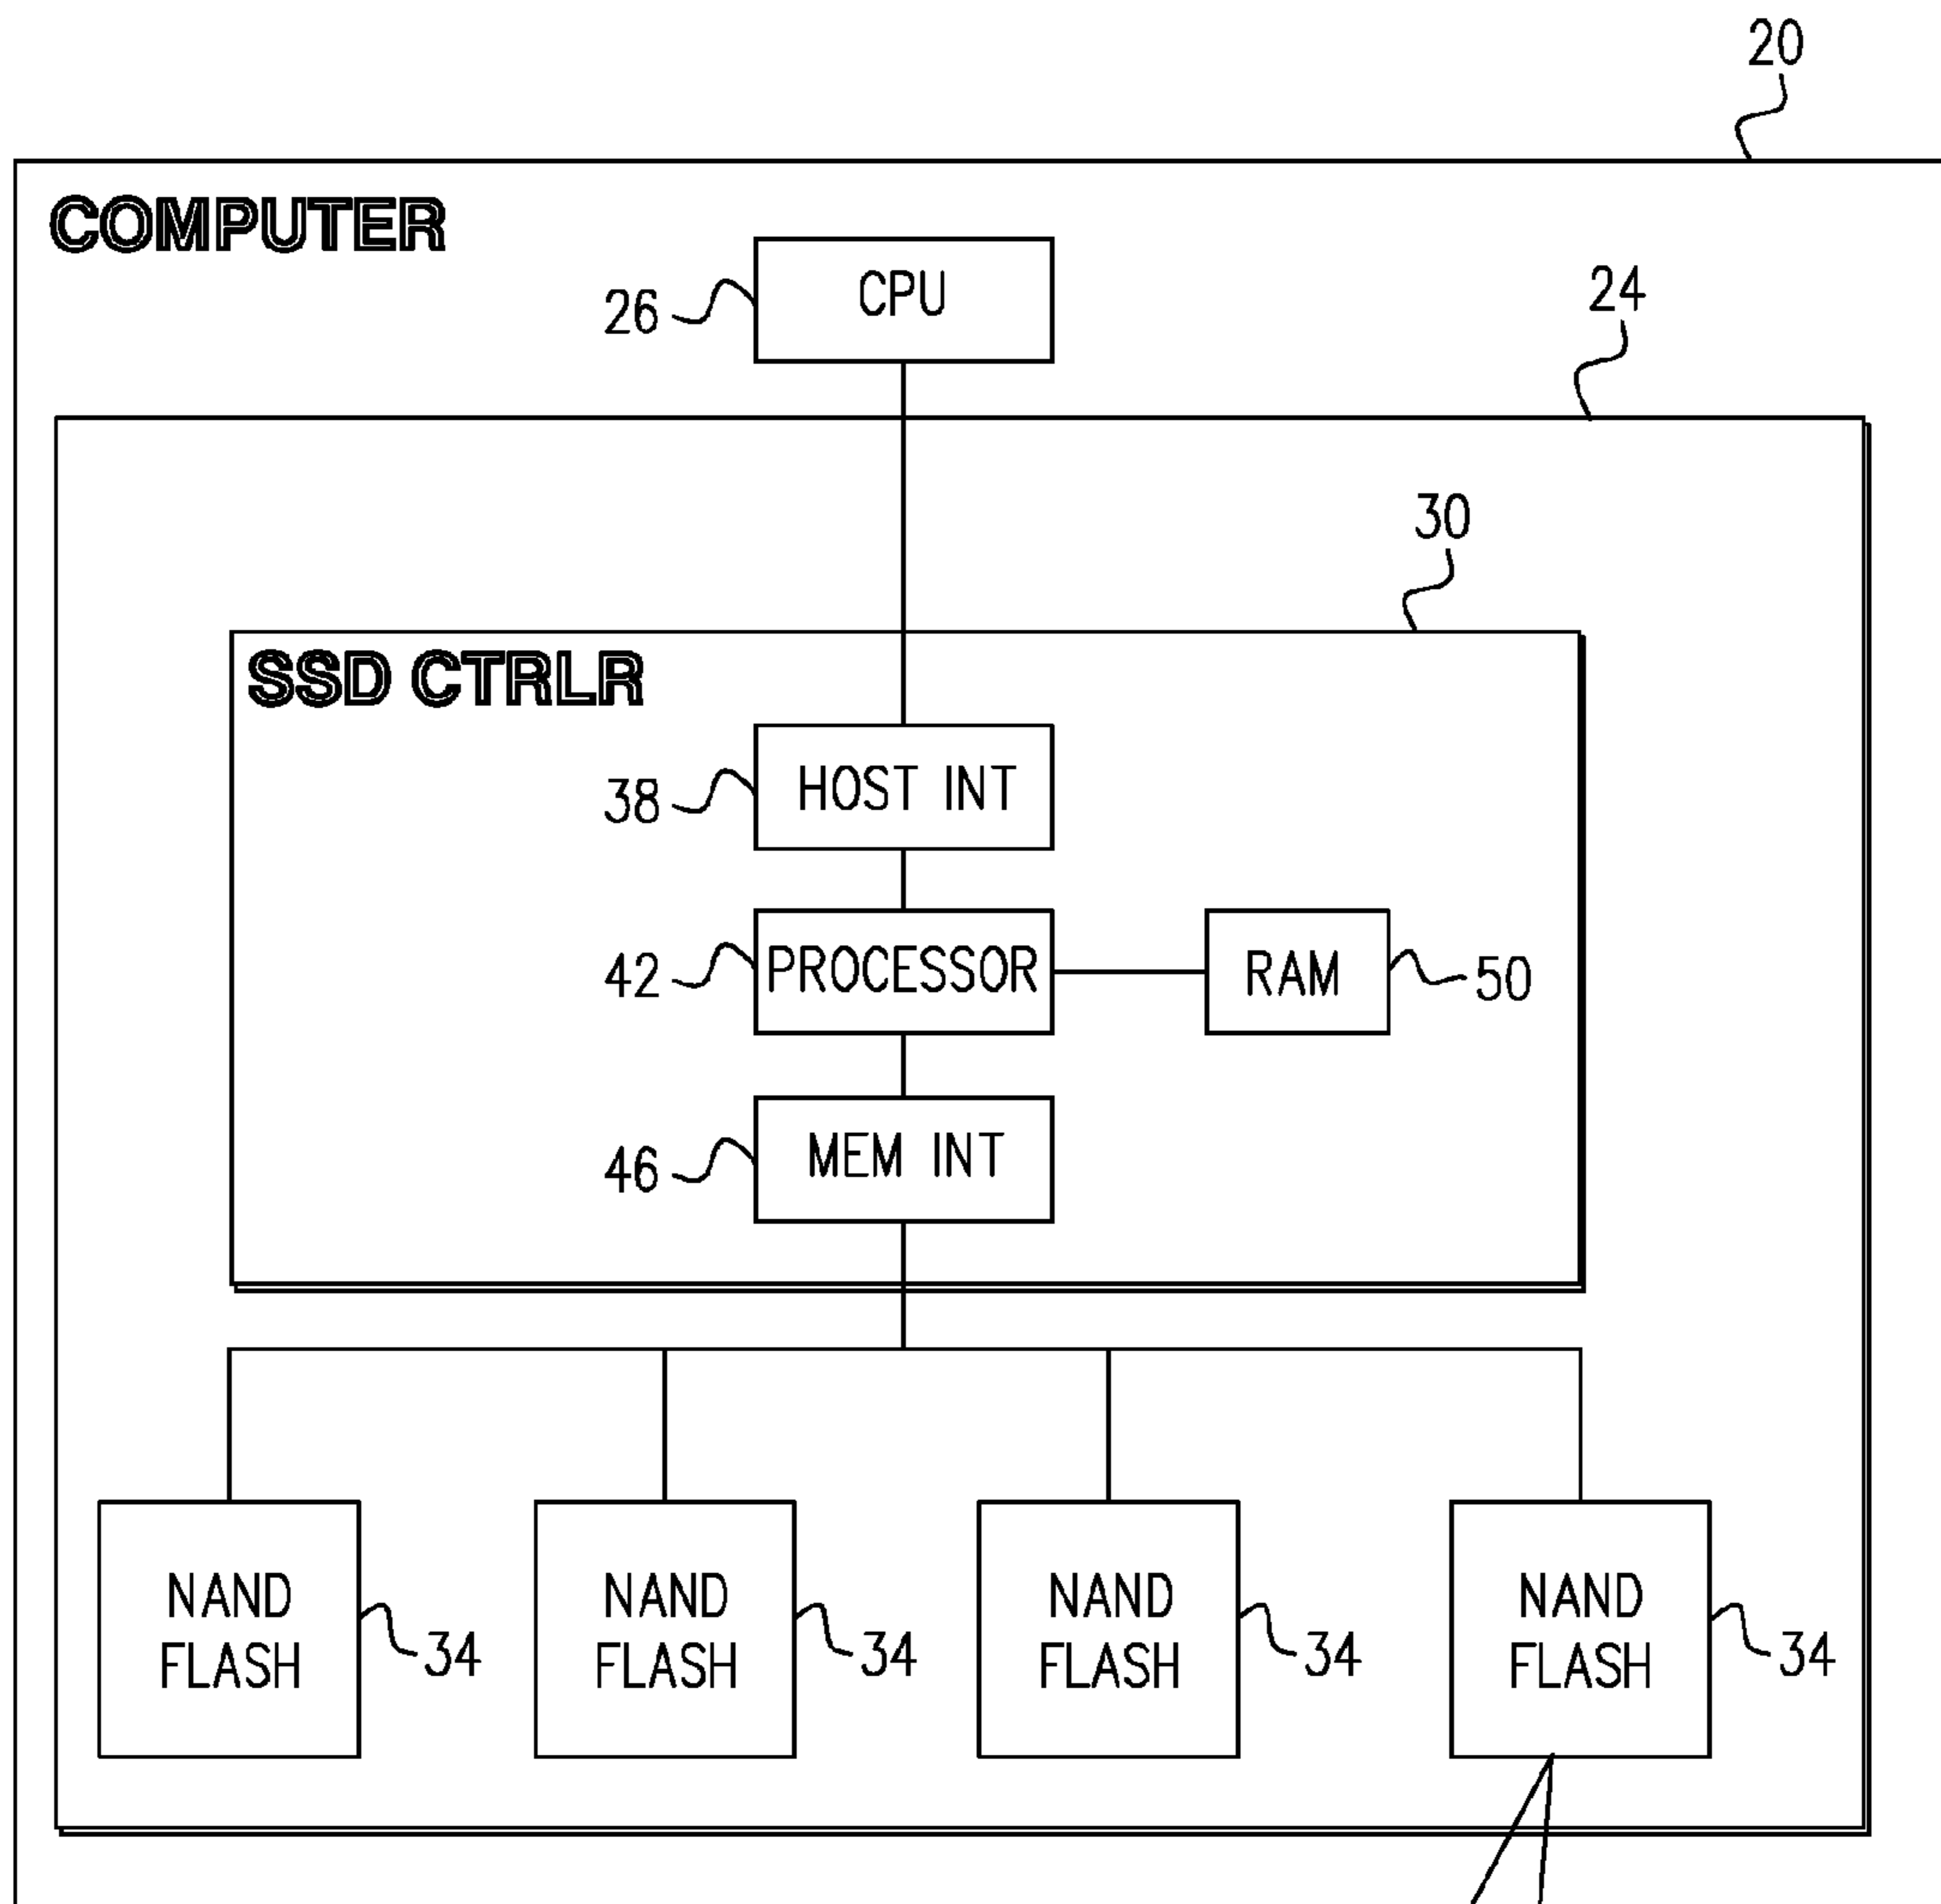 20
COMPUTER
CPU
26
24
30
SSD CTRLR
HOST INT
38
PROCESSOR
42
RAM
50
MEM INT
46
NAND
FLASH
34
NAND
FLASH
34
NAND
FLASH
34
NAND
FLASH
34